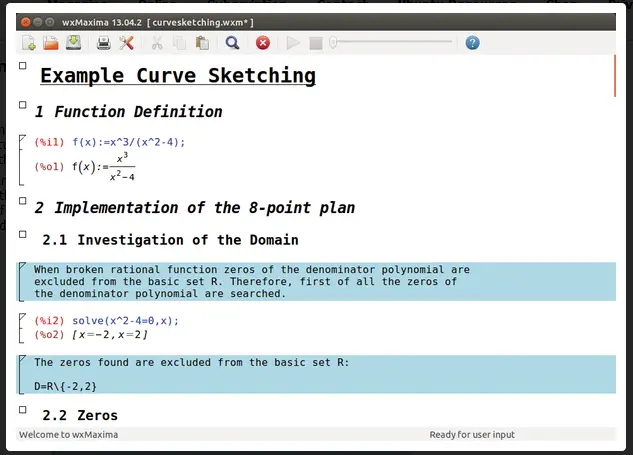 wxMaxima 13.04.2 [ curvesketching.wxm* ]
Example Curve Sketching
1 Function Definition
(%i1) f(x):=x^3/(x^2-4);
(%o1) f(x):=x³/x²-4
2 Implementation of the 8-point plan
2.1 Investigation of the Domain
When broken rational function zeros of the denominator polynomial are
excluded from the basic set R. Therefore, first of all the zeros of
the denominator polynomial are searched.
(%i2) solve(x^2-4=0,x);
(%o2) [x=-2,x=2]
The zeros found are excluded from the basic set R:
D=R\{-2,2}
2.2 Zeros
Welcome to wxMaxima
Ready for user input